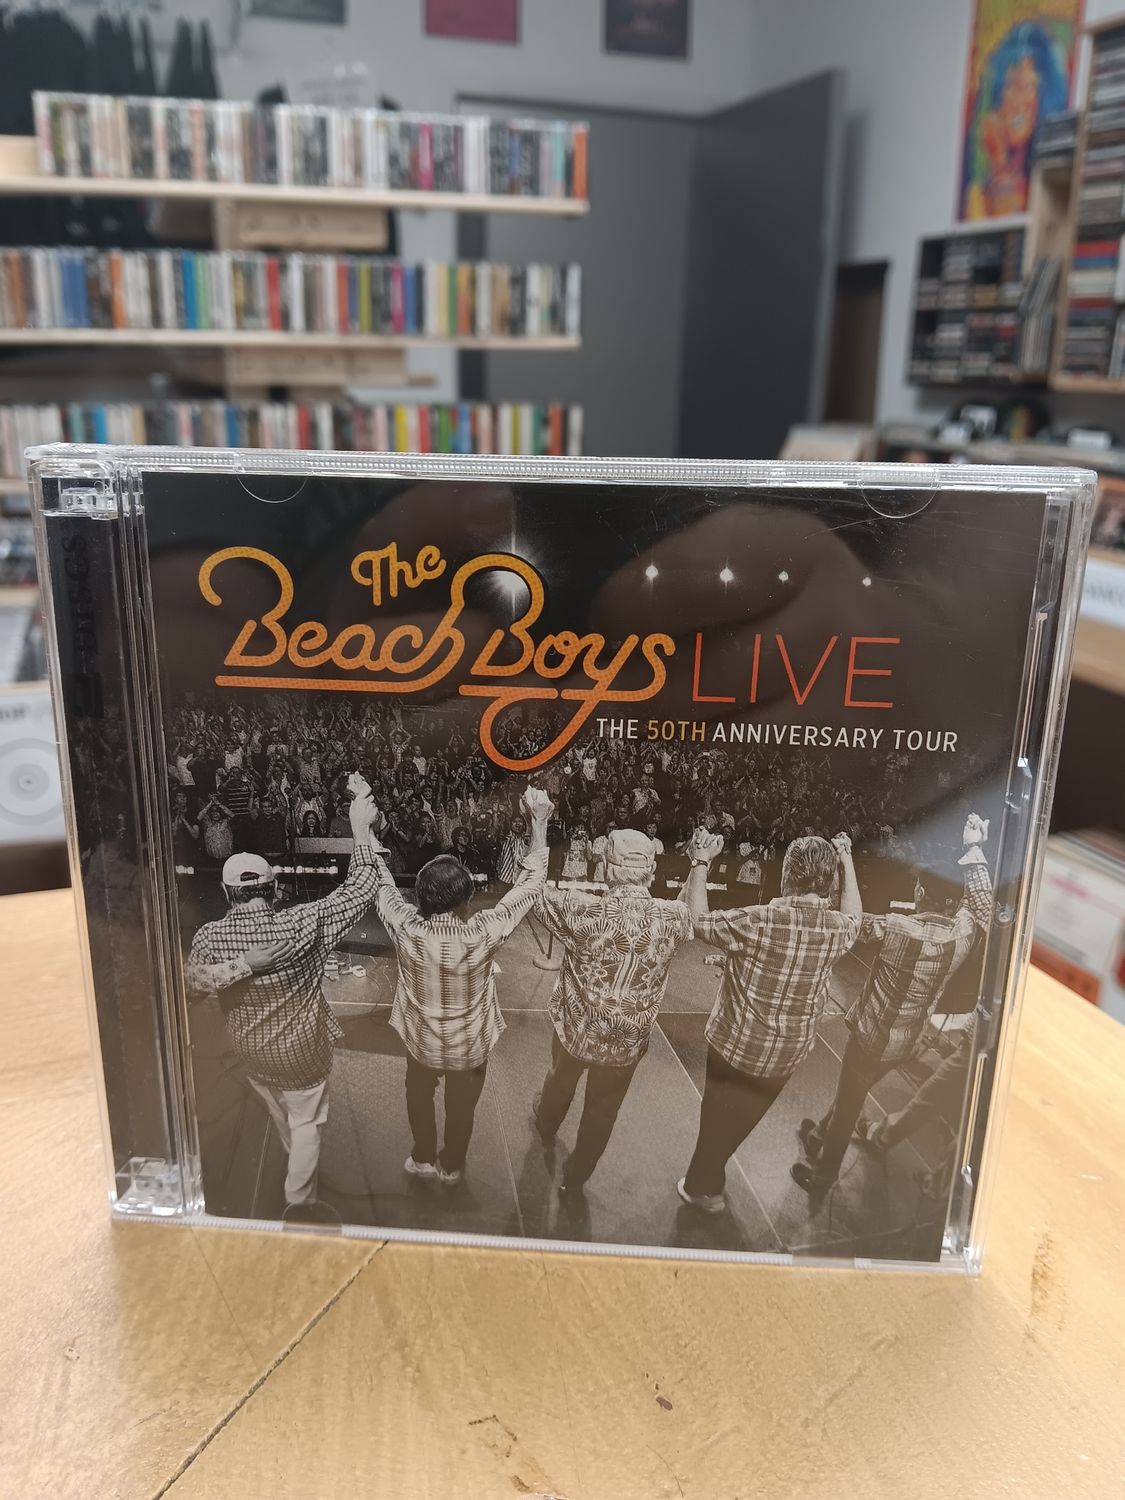 The
Beach Boys LIVE
THE 50TH ANNIVERSARY TOUR